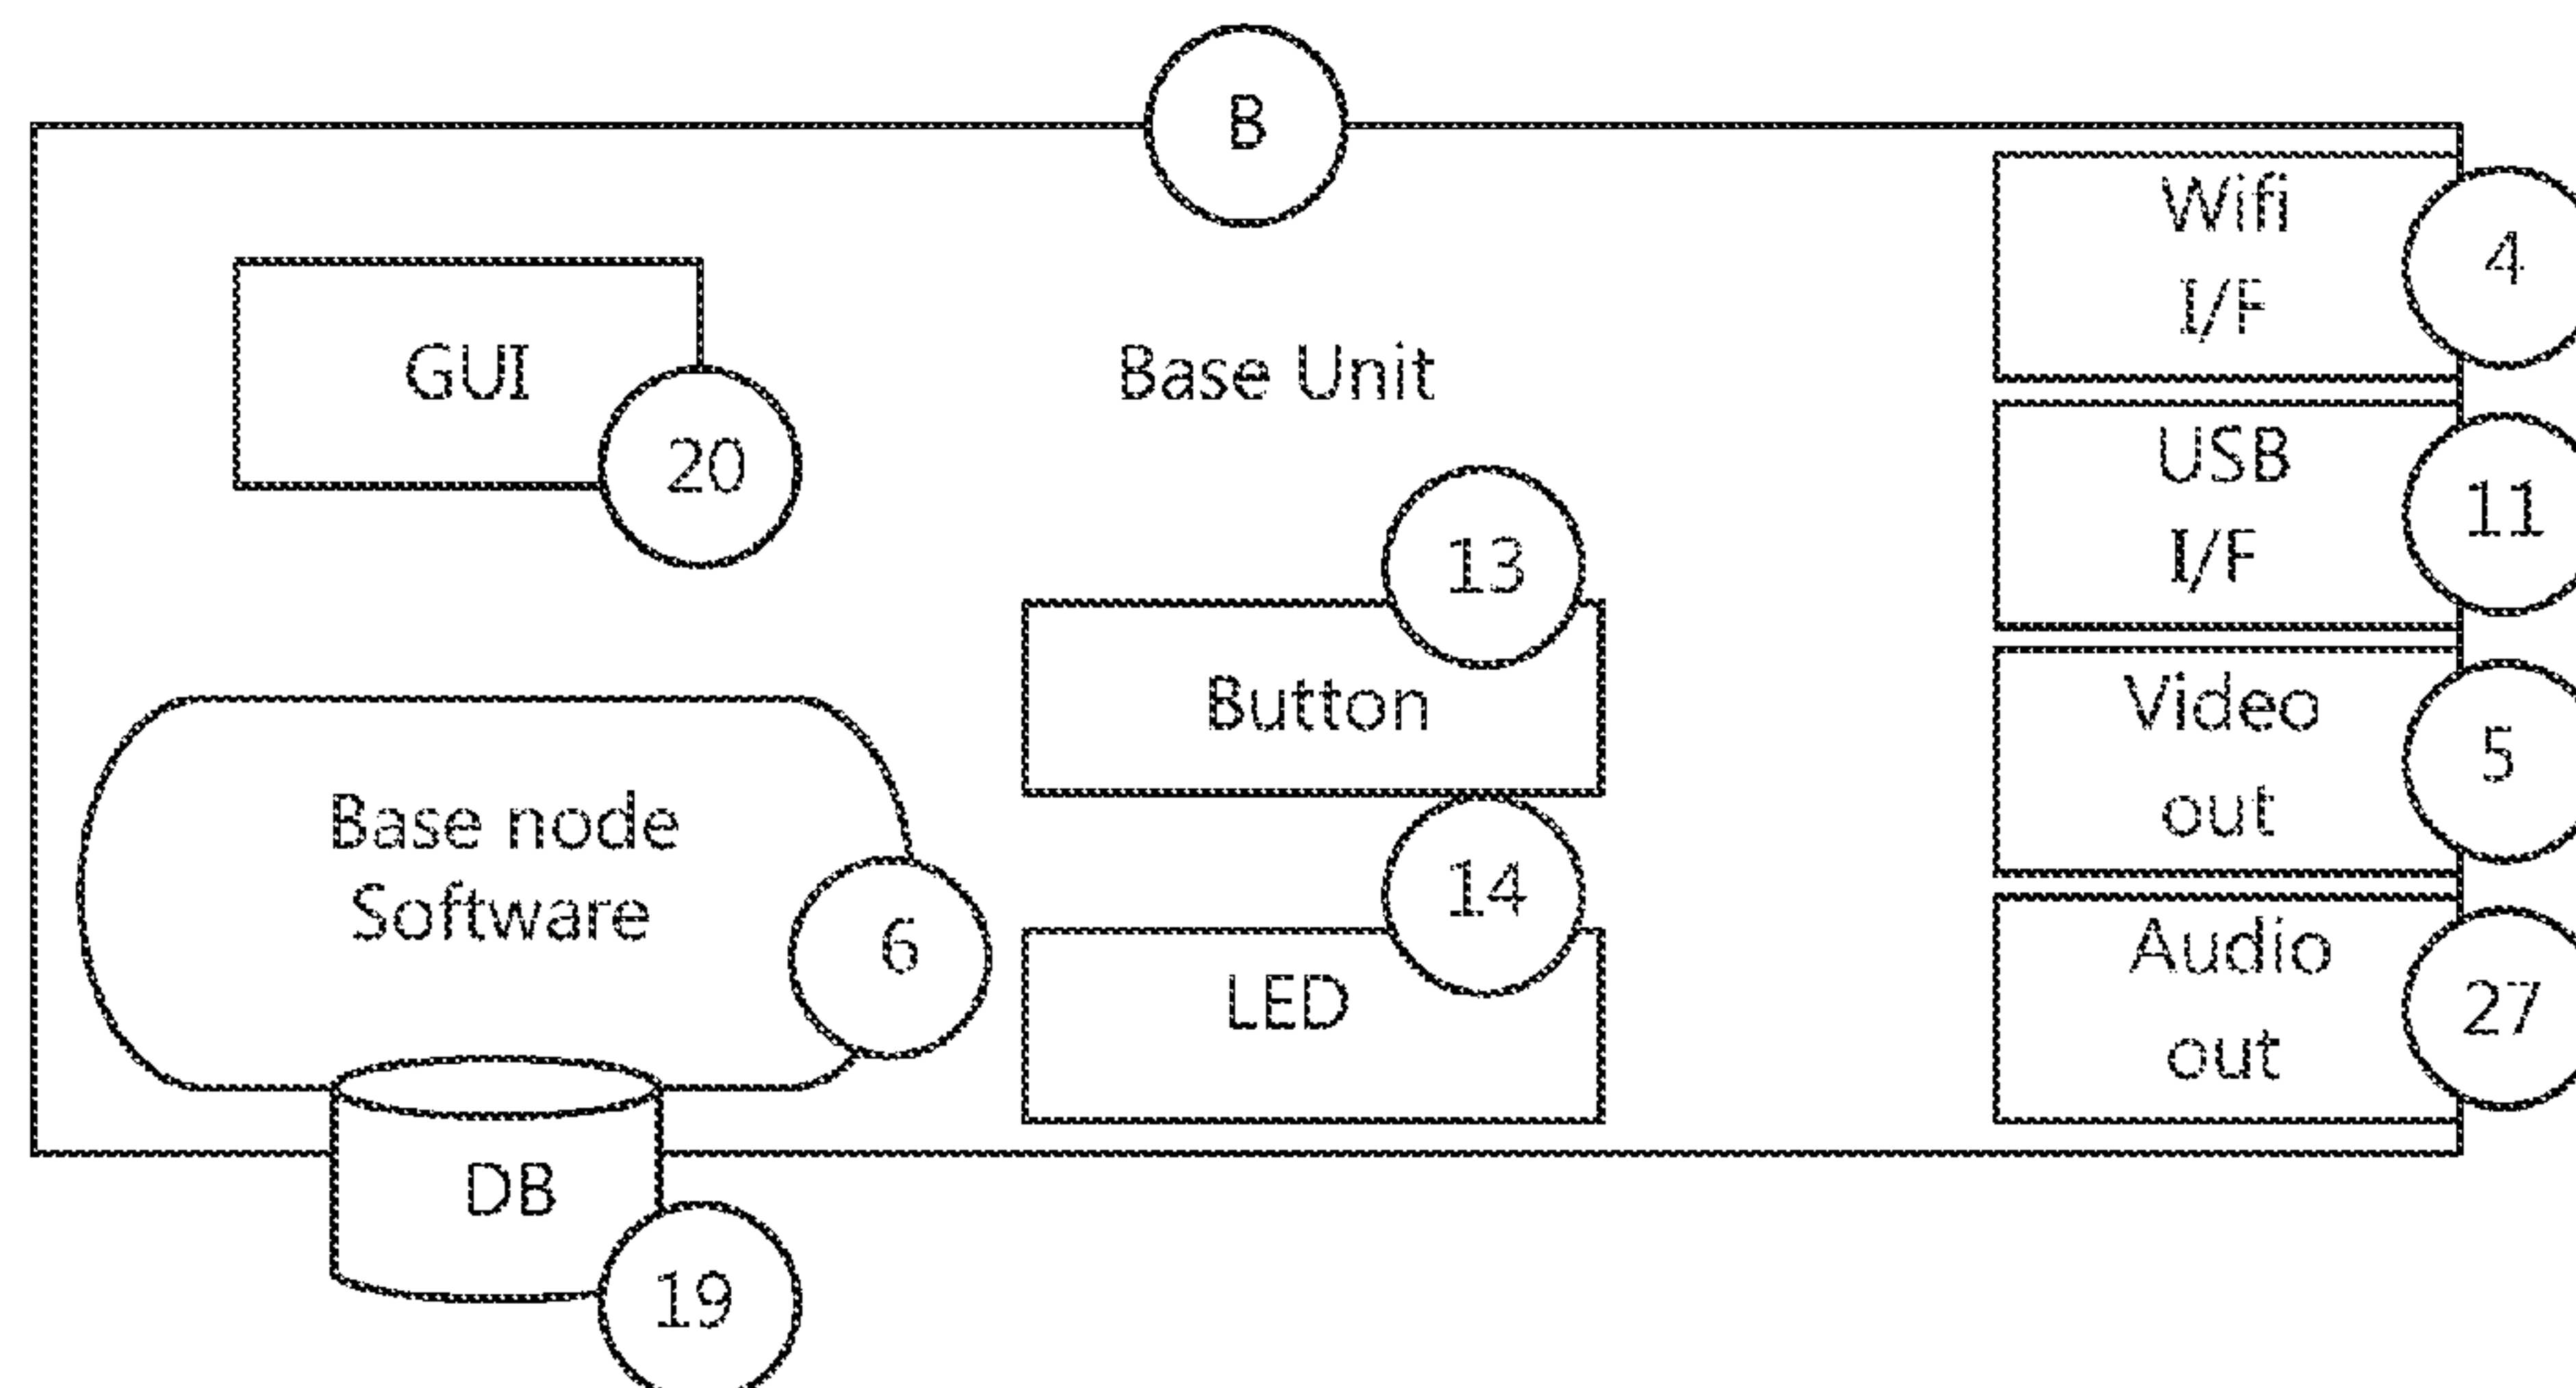 B
Wifi
I/F
4
GUI
20
Base Unit
USB
I/F
11
13
Button
Video
out
5
Base node
Software
6
14
LED
Audio
out
27
DB
19